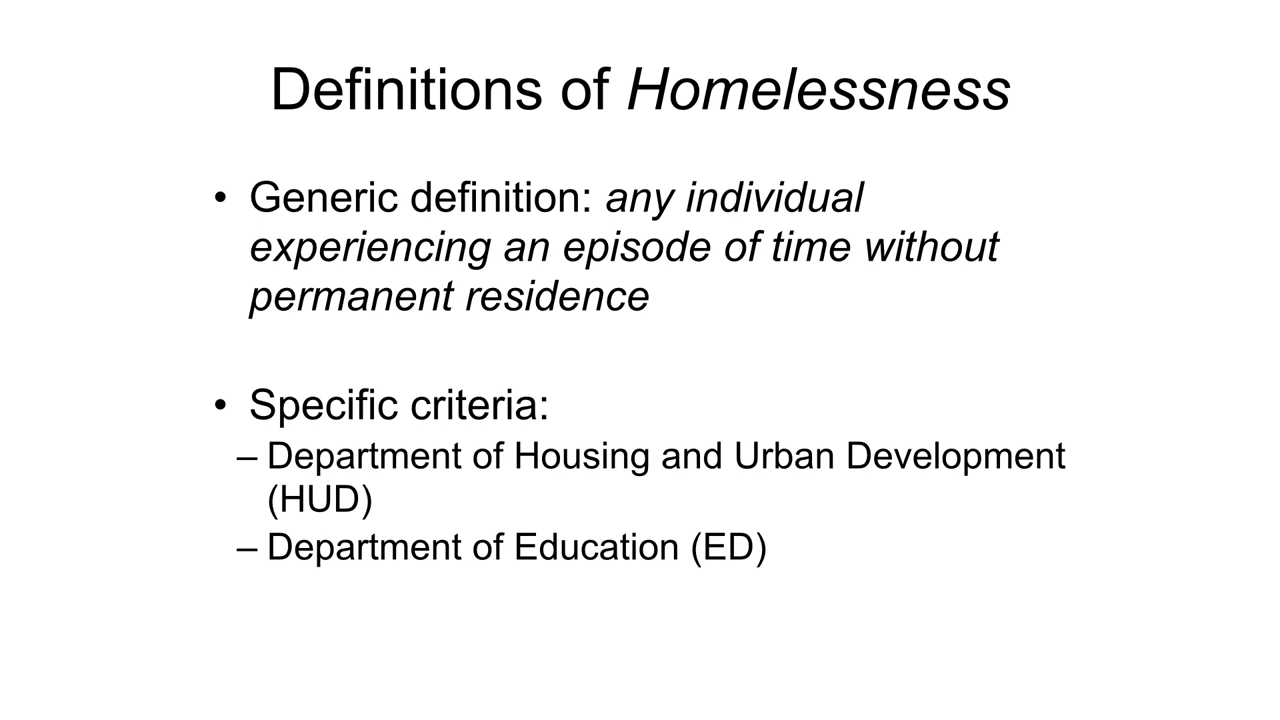 Definitions of Homelessness
• Generic definition: any individual
experiencing an episode of time without
permanent residence
• Specific criteria:
– Department of Housing and Urban Development
(HUD)
– Department of Education (ED)